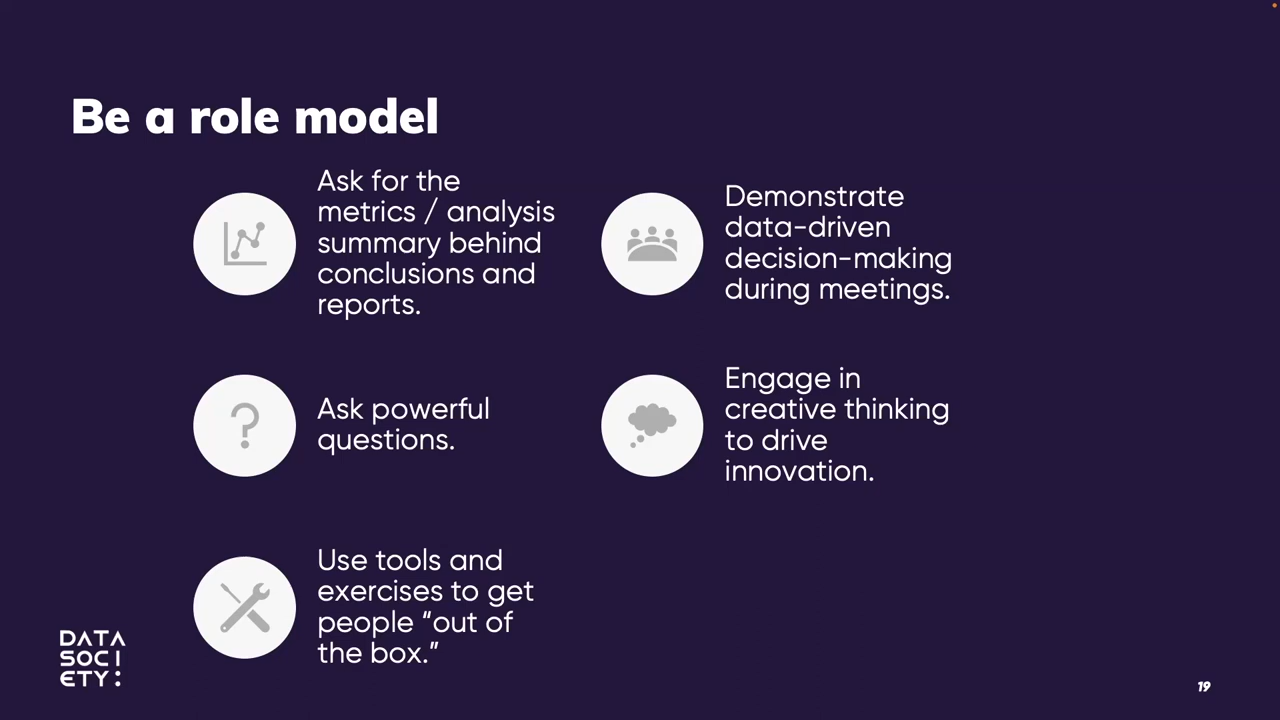 Be a role model
Ask for the
metrics / analysis
summary behind
conclusions and
reports.
Demonstrate
data-driven
decision-making
during meetings.
Ask powerful
questions.
Engage in
creative thinking
to drive
innovation.
Use tools and
exercises to get
people “out of
the box.”
DATA
SOCI
ETY:
19